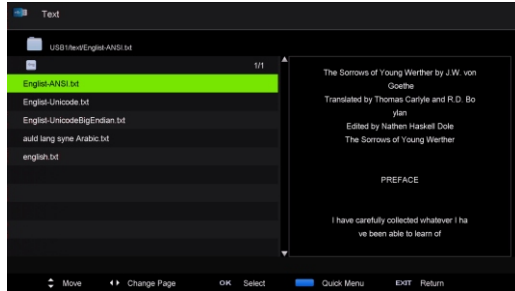 Text
USB1/text/Englist-ANSI.txt
1/1
Englist-ANSI.txt
Englist-Unicode.txt
Englist-UnicodeBigEndian.txt
auld lang syne Arabic.txt
english.txt
The Sorrows of Young Werther by J.W. von
Goethe
Translated by Thomas Carlyle and R.D. Bo
ylan
Edited by Nathen Haskell Dole
The Sorrows of Young Werther
PREFACE
I have carefully collected whatever I ha
ve been able to learn of
Move Change Page OK Select Quick Menu EXIT Return